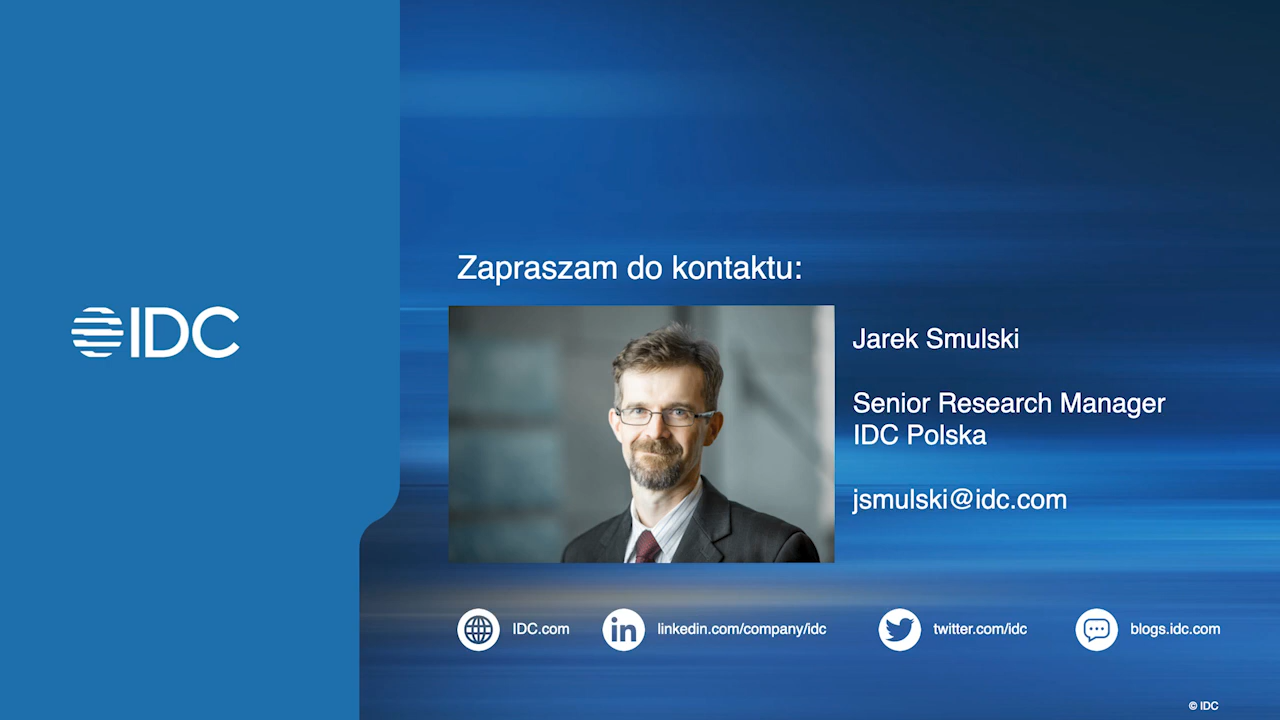 IDC
Zapraszam do kontaktu:
Jarek Smulski
Senior Research Manager
IDC Polska
jsmulski@idc.com
IDC.com
linkedin.com/company/idc
twitter.com/idc
blogs.idc.com
© IDC